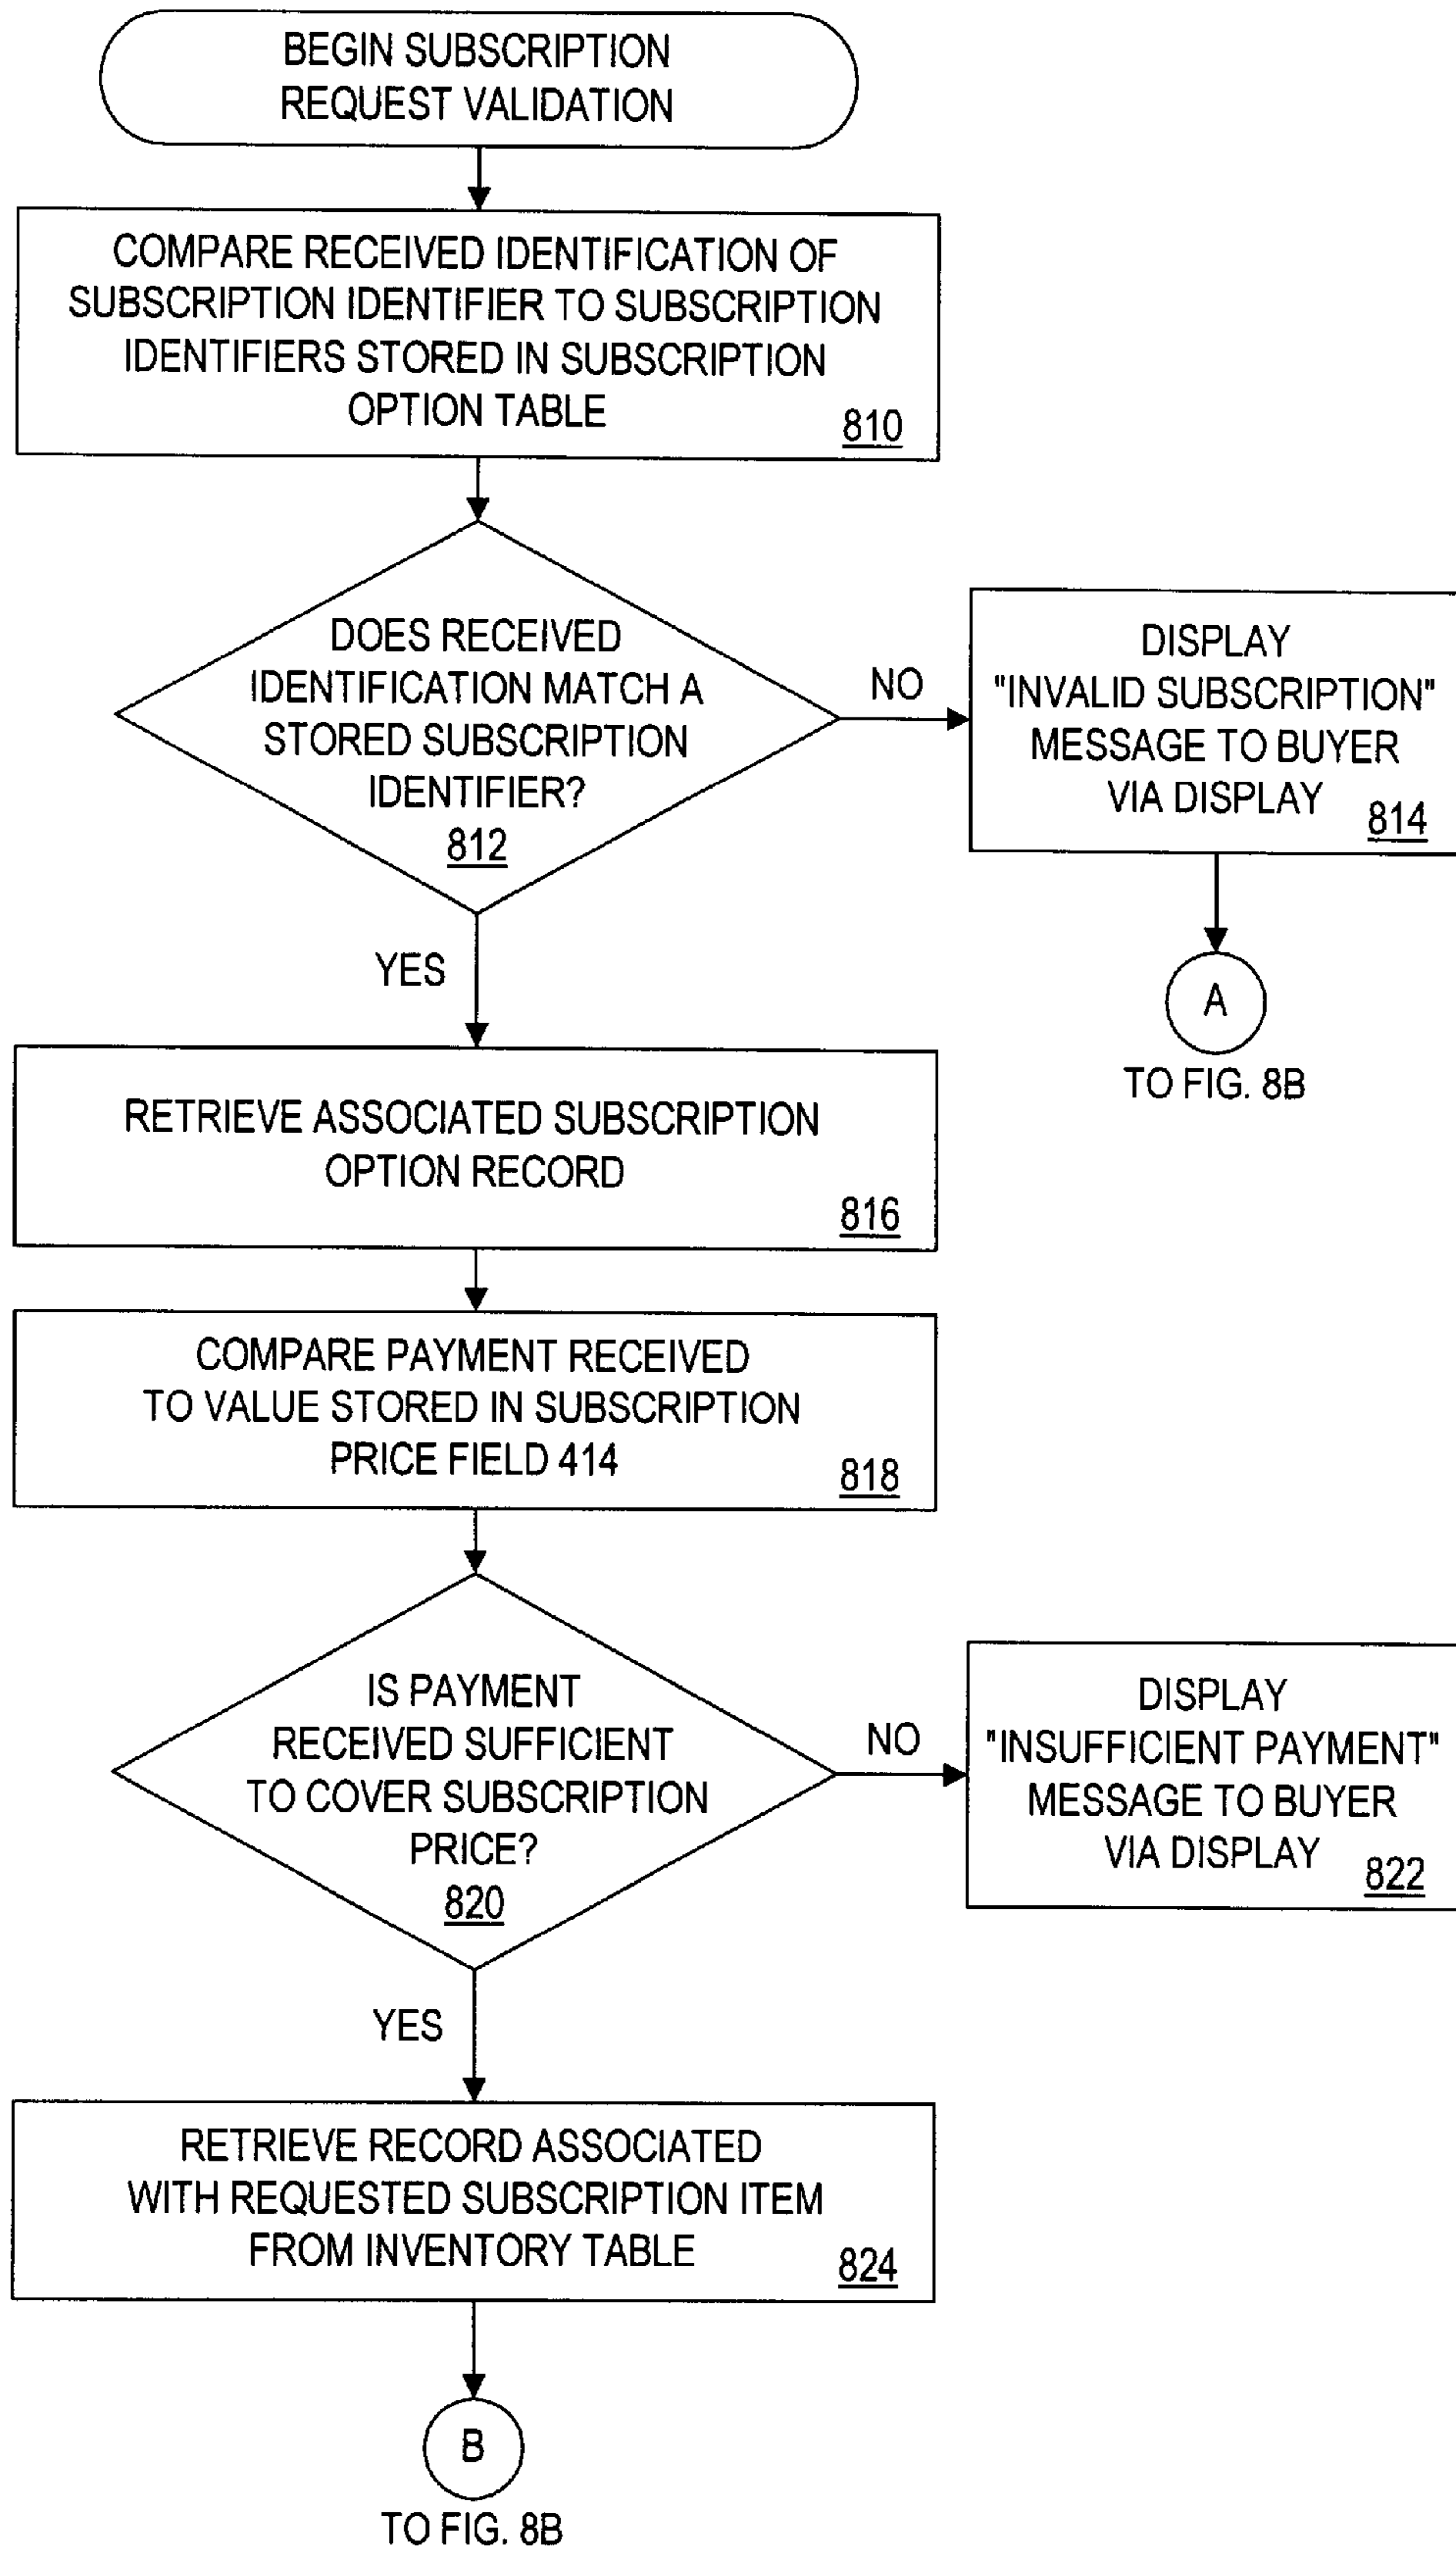 BEGIN SUBSCRIPTION
REQUEST VALIDATION
COMPARE RECEIVED IDENTIFICATION OF
SUBSCRIPTION IDENTIFIER TO SUBSCRIPTION
IDENTIFIERS STORED IN SUBSCRIPTION
OPTION TABLE
810
DOES RECEIVED
IDENTIFICATION MATCH A
STORED SUBSCRIPTION
IDENTIFIER?
812
NO
DISPLAY
"INVALID SUBSCRIPTION"
MESSAGE TO BUYER
VIA DISPLAY
814
A
TO FIG. 8B
YES
RETRIEVE ASSOCIATED SUBSCRIPTION
OPTION RECORD
816
COMPARE PAYMENT RECEIVED
TO VALUE STORED IN SUBSCRIPTION
PRICE FIELD 414
818
IS PAYMENT
RECEIVED SUFFICIENT
TO COVER SUBSCRIPTION
PRICE?
820
NO
DISPLAY
"INSUFFICIENT PAYMENT"
MESSAGE TO BUYER
VIA DISPLAY
822
YES
RETRIEVE RECORD ASSOCIATED
WITH REQUESTED SUBSCRIPTION ITEM
FROM INVENTORY TABLE
824
B
TO FIG. 8B